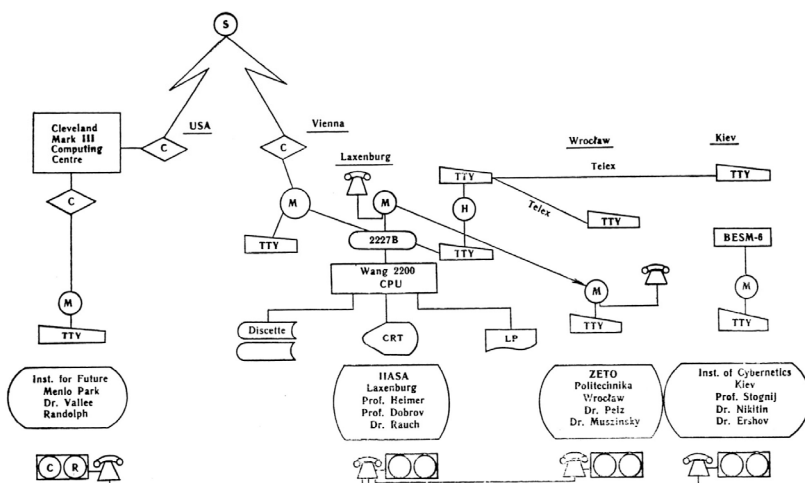 S
USA
Vienna
Laxenburg
Wrocław
Kiev
Cleveland
Mark III
Computing
Centre
C
C
C
M
TTY
M
TTY
M
2227B
Wang 2200
CPU
Discette
CRT
LP
TTY
H
TTY
Telex
TTY
Telex
TTY
M
TTY
BESM-6
M
TTY
Inst. for Future
Menlo Park
Dr. Vallee
Randolph
IIASA
Laxenburg
Prof. Heimer
Prof. Dobrov
Dr. Rauch
ZETO
Politechnika
Wrocław
Dr. Pelz
Dr. Muszinsky
Inst. of Cybernetics
Kiev
Prof. Stognij
Dr. Nikitin
Dr. Ershov
C R